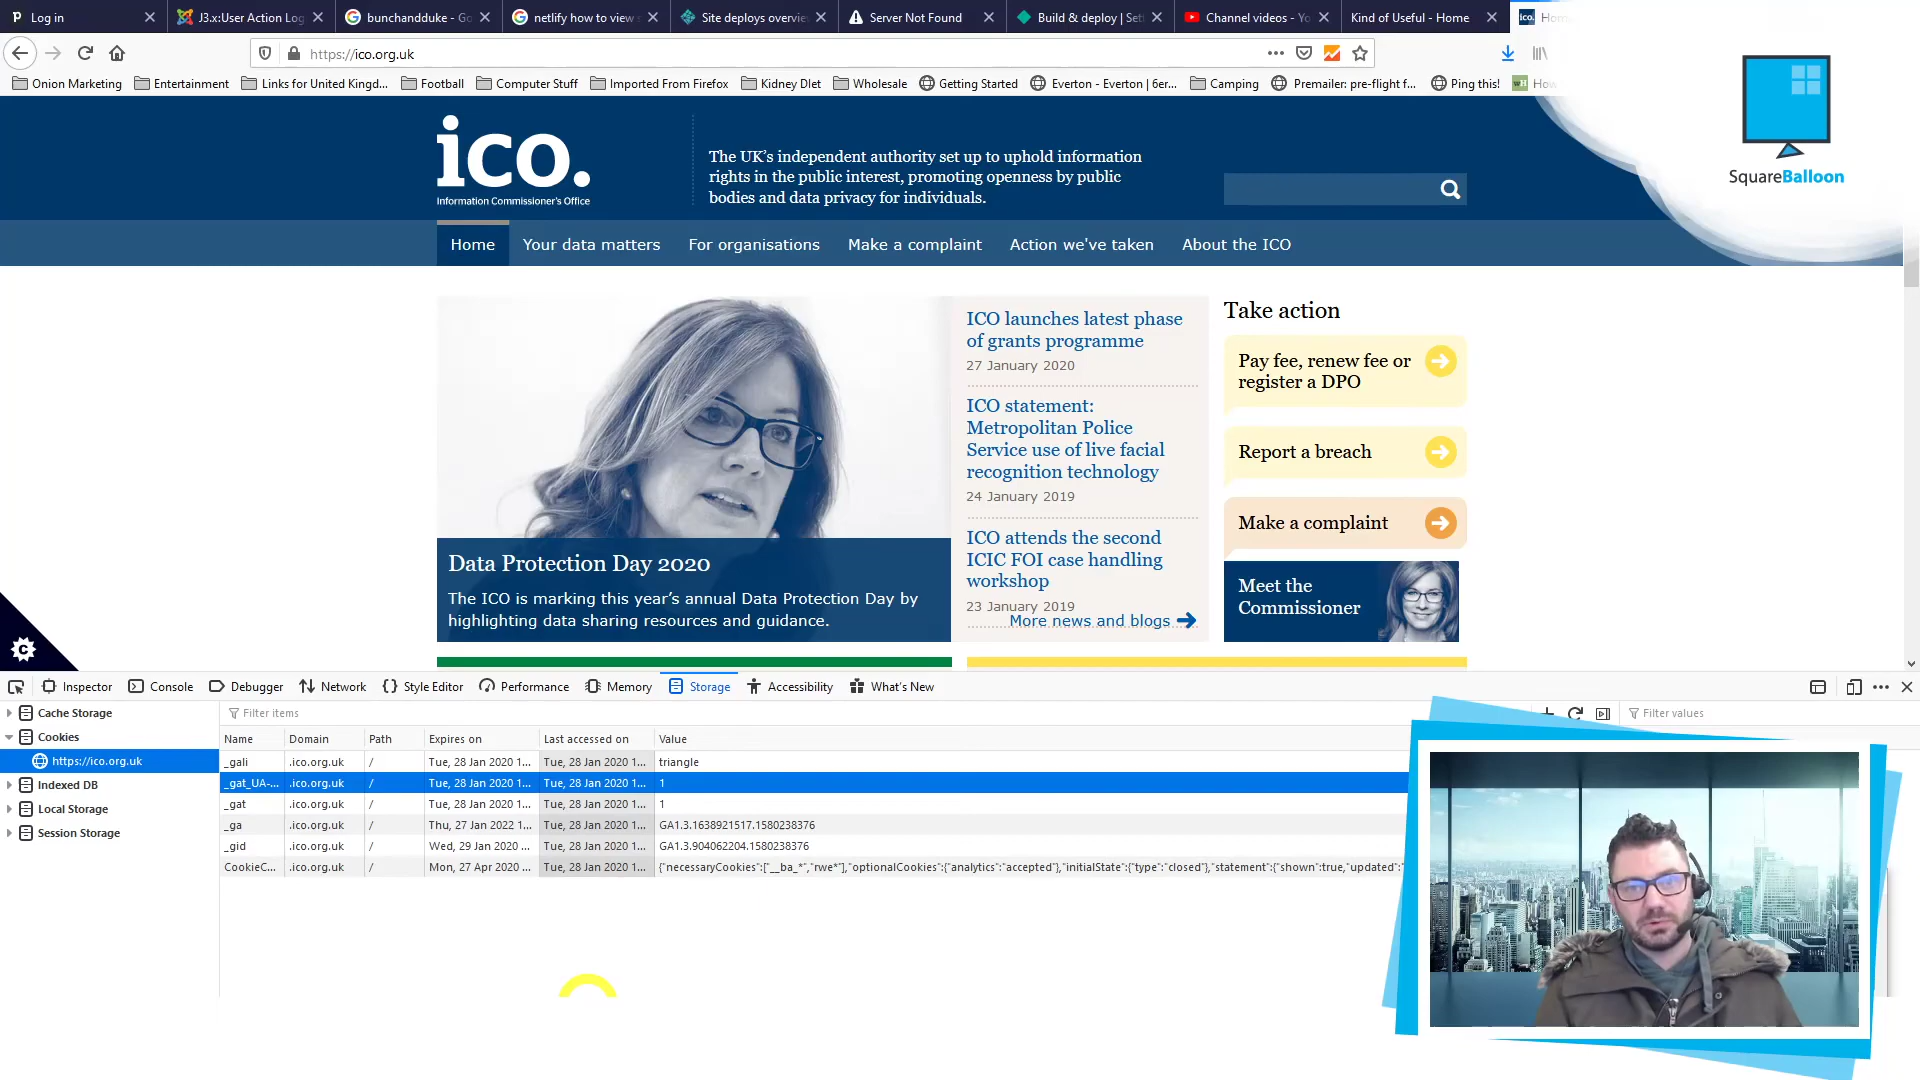 Log in
J3.x:User Action Log
bunchandduke - Go
netlify how to view s
Site deploys overvie
Server Not Found
Build & deploy | Set
Channel videos - Yo
Kind of Useful - Home
ico.
https://ico.org.uk
Onion Marketing
Entertainment
Links for United Kingd...
Football
Computer Stuff
Imported From Firefox
Kidney DIet
Wholesale
Getting Started
Everton - Everton | 6er...
Camping
Premailer: pre-flight f...
Ping this!
How
SquareBalloon
ico.
Information Commissioner's Office
The UK's independent authority set up to uphold information
rights in the public interest, promoting openness by public
bodies and data privacy for individuals.
Home
Your data matters
For organisations
Make a complaint
Action we've taken
About the ICO
Data Protection Day 2020
The ICO is marking this year's annual Data Protection Day by
highlighting data sharing resources and guidance.
ICO launches latest phase
of grants programme
27 January 2020
ICO statement:
Metropolitan Police
Service use of live facial
recognition technology
24 January 2019
ICO attends the second
ICIC FOI case handling
workshop
23 January 2019
More news and blogs
Take action
Pay fee, renew fee or
register a DPO
Report a breach
Make a complaint
Meet the
Commissioner
Inspector
Console
Debugger
Network
Style Editor
Performance
Memory
Storage
Accessibility
What's New
Cache Storage
Cookies
https://ico.org.uk
Indexed DB
Local Storage
Session Storage
Filter items
Filter values
Name Domain Path Expires on Last accessed on Value
_gali .ico.org.uk / Tue, 28 Jan 2020 1... Tue, 28 Jan 2020 1... triangle
_gat_UA-... .ico.org.uk / Tue, 28 Jan 2020 1... Tue, 28 Jan 2020 1... 1
_gat .ico.org.uk / Tue, 28 Jan 2020 1... Tue, 28 Jan 2020 1... 1
_ga .ico.org.uk / Thu, 27 Jan 2022 1... Tue, 28 Jan 2020 1... GA1.3.1638921517.1580238376
_gid .ico.org.uk / Wed, 29 Jan 2020 ... Tue, 28 Jan 2020 1... GA1.3.904062204.1580238376
CookieC... .ico.org.uk / Mon, 27 Apr 2020 ... Tue, 28 Jan 2020 1... {"necessaryCookies":["__ba_*","rwe*"],"optionalCookies":{"analytics":"accepted"},"initialState":{"type":"closed"},"statement":{"shown":true,"updated":"